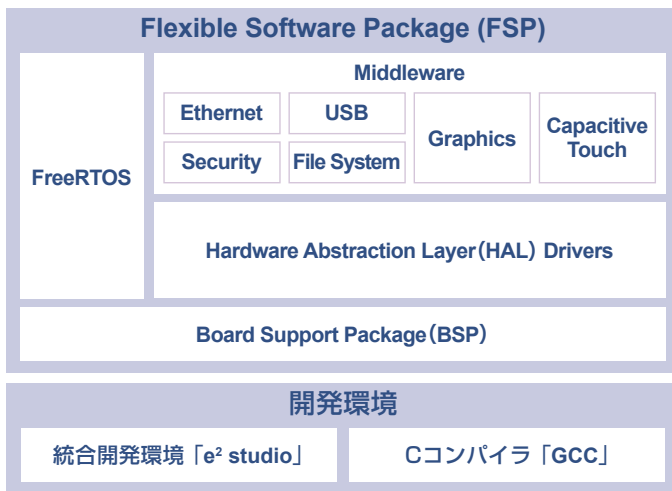 Flexible Software Package (FSP)
FreeRTOS
Middleware
Ethernet
USB
Security
File System
Graphics
Capacitive
Touch
Hardware Abstraction Layer（HAL）Drivers
Board Support Package（BSP）
開発環境
統合開発環境「e² studio」
Cコンパイラ「GCC」